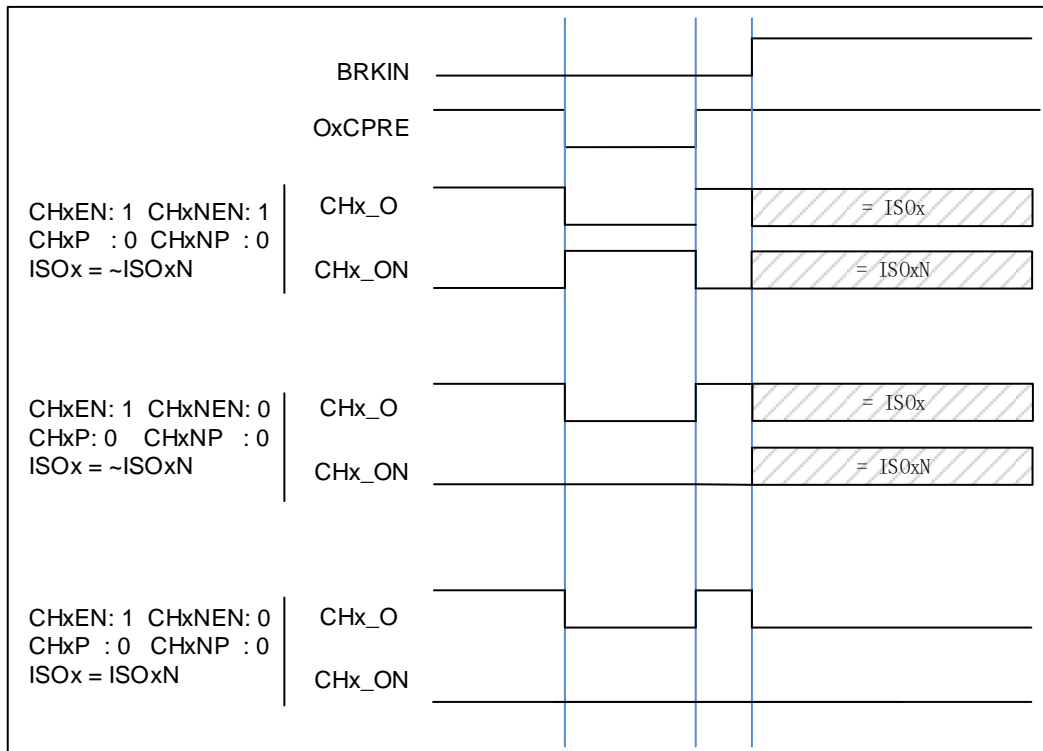 BRKIN
OxCPRE
CHxEN: 1 CHxNEN: 1
CHxP : 0 CHxNP : 0
ISOx = ~ISOxN
CHx_O
= ISOx
CHx_ON
= ISOxN
CHxEN: 1 CHxNEN: 0
CHxP: 0 CHxNP : 0
ISOx = ~ISOxN
CHx_O
= ISOx
CHx_ON
= ISOxN
CHxEN: 1 CHxNEN: 0
CHxP : 0 CHxNP : 0
ISOx = ISOxN
CHx_O
CHx_ON